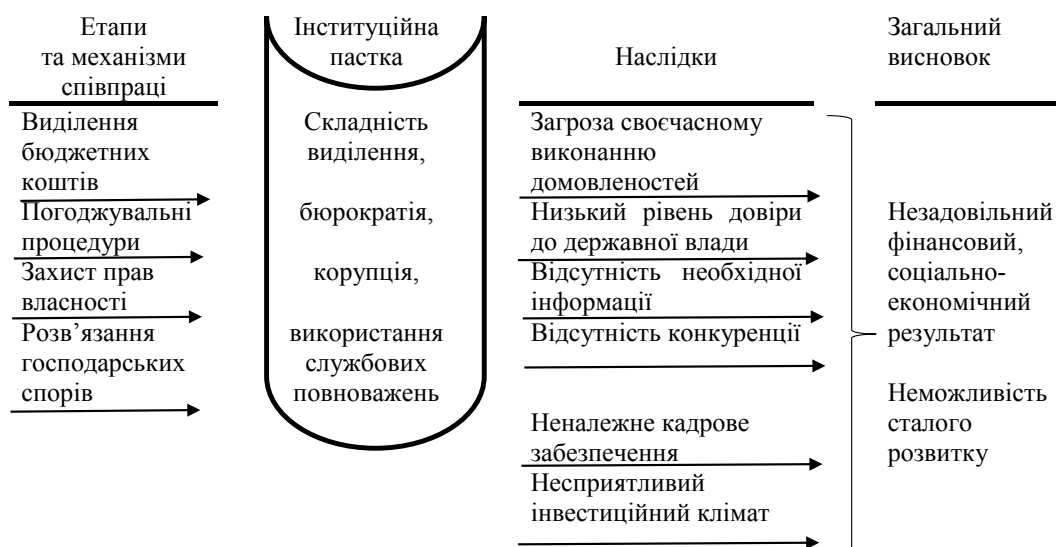 Етапи
та механізми
співпраці
Інституційна
пастка
Наслідки
Загальний
висновок
Виділення
бюджетних
коштів
Погоджувальні
процедури
Захист прав
власності
Розв’язання
господарських
спорів
Складність
виділення,
бюрократія,
корупція,
використання
службових
повноважень
Загроза своєчасному
виконанню
домовленостей
Низький рівень довіри
до державної влади
Відсутність необхідної
інформації
Відсутність конкуренції
Неналежне кадрове
забезпечення
Несприятливий
інвестиційний клімат
Незадовільний
фінансовий,
соціально-
економічний
результат
Неможливість
сталого
розвитку